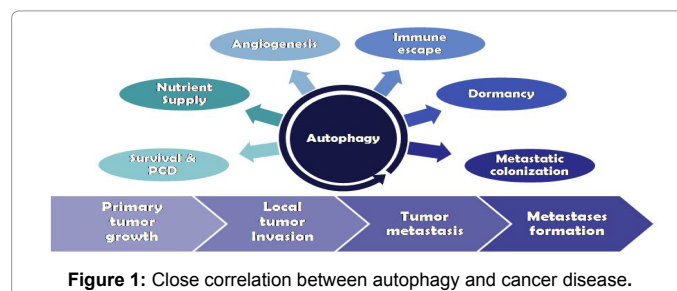 Angiogenesis
Immune
escape
Nutrient
Supply
Dormancy
Autophagy
Survival &
PCD
Metastatic
colonization
Primary
tumor
growth
Local
tumor
Invasion
Tumor
metastasis
Metastases
formation
Figure 1: Close correlation between autophagy and cancer disease.